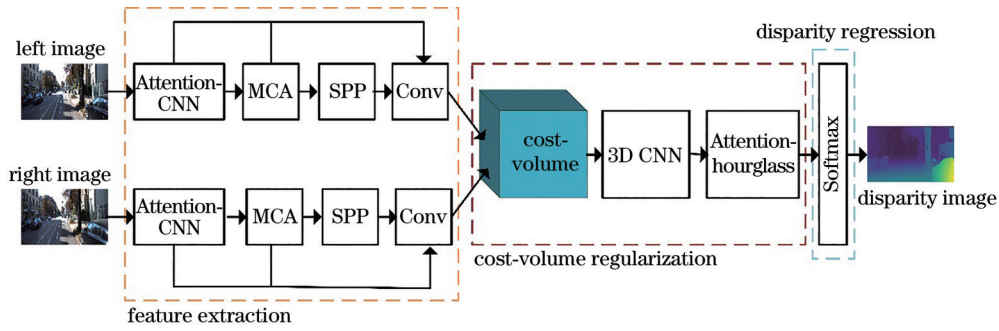 left image
Attention-
CNN
MCA
SPP
Conv
right image
Attention-
CNN
MCA
SPP
Conv
feature extraction
cost-
volume
3D CNN
Attention-
hourglass
cost-volume regularization
disparity regression
Softmax
disparity image